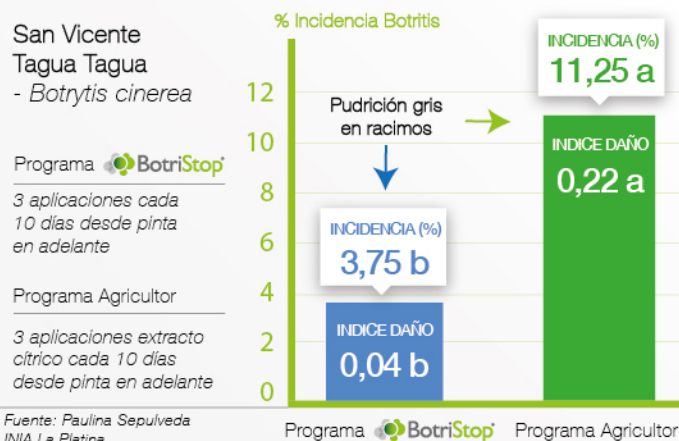 San Vicente
Tagua Tagua
- Botrytis cinerea
Programa BotriStop
3 aplicaciones cada
10 días desde pinta
en adelante
Programa Agricultor
3 aplicaciones extracto
cítrico cada 10 días
desde pinta en adelante
Fuente: Paulina Sepulveda
INIA La Platina
% Incidencia Botritis
12
10
8
6
4
2
0
Pudrición gris
en racimos
INCIDENCIA (%)
3,75 b
INDICE DAÑO
0,04 b
INCIDENCIA (%)
11,25 a
INDICE DAÑO
0,22 a
Programa BotriStop
Programa Agricultor